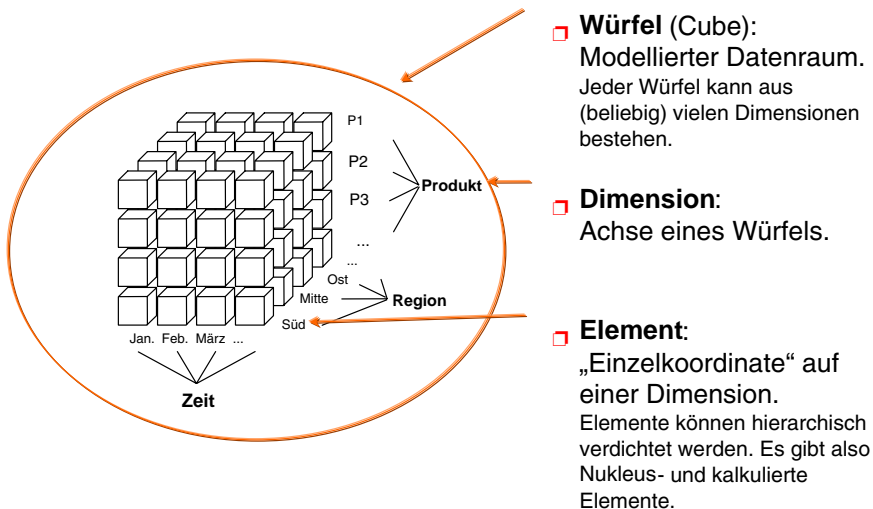 P1
P2
P3
...
Produkt
...
Ost
Mitte
Süd
Region
Jan. Feb. März ...
Zeit
Würfel (Cube):
Modellierter Datenraum.
Jeder Würfel kann aus
(beliebig) vielen Dimensionen
bestehen.
Dimension:
Achse eines Würfels.
Element:
„Einzelkoordinate“ auf
einer Dimension.
Elemente können hierarchisch
verdichtet werden. Es gibt also
Nukleus- und kalkulierte
Elemente.